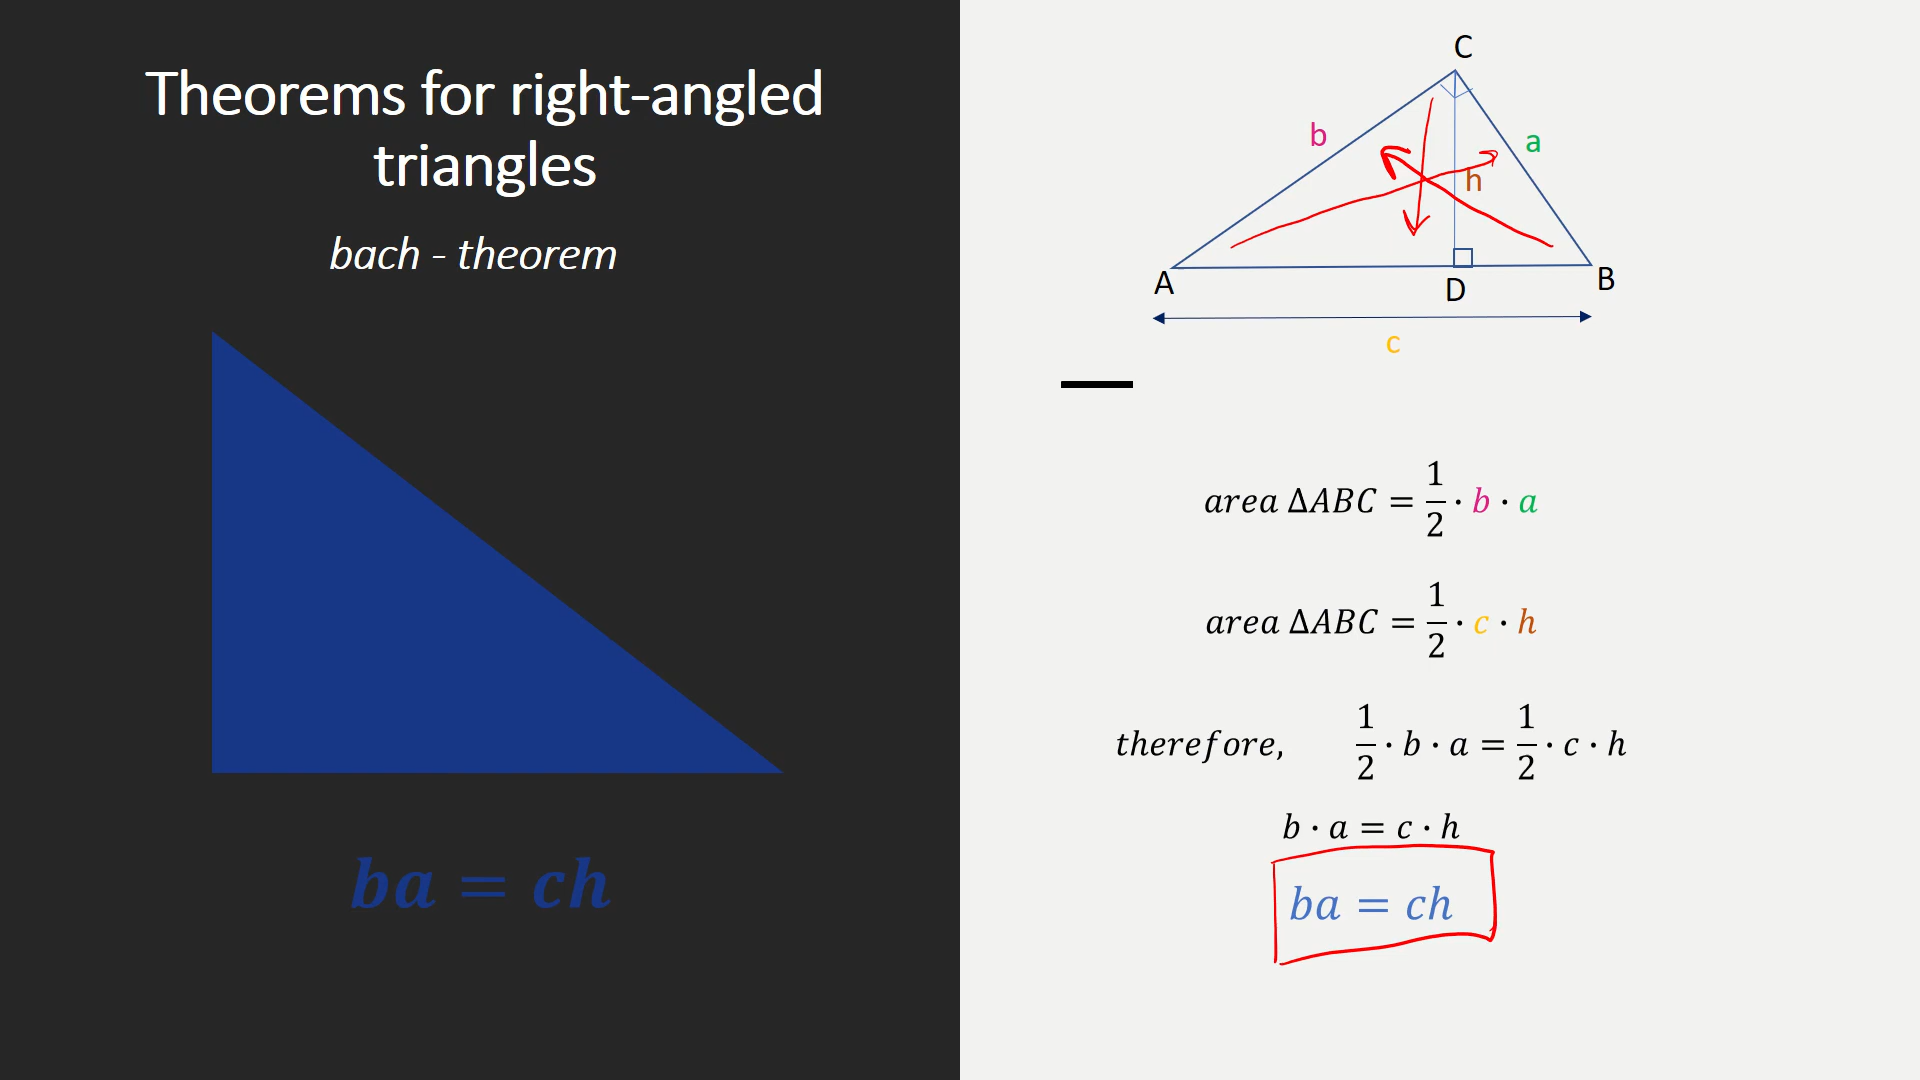 Theorems for right-angled
triangles
bach - theorem
ba = ch
C
b
a
h
A
D
B
c
area ΔABC = 1/2 · b · a
area ΔABC = 1/2 · c · h
therefore, 1/2 · b · a = 1/2 · c · h
b · a = c · h
ba = ch